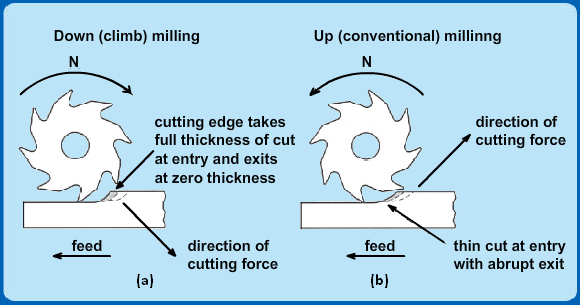 Down (climb) milling
N
cutting edge takes
full thickness of cut
at entry and exits
at zero thickness
feed
direction of
cutting force
(a)
Up (conventional) millinng
N
direction of
cutting force
feed
thin cut at entry
with abrupt exit
(b)